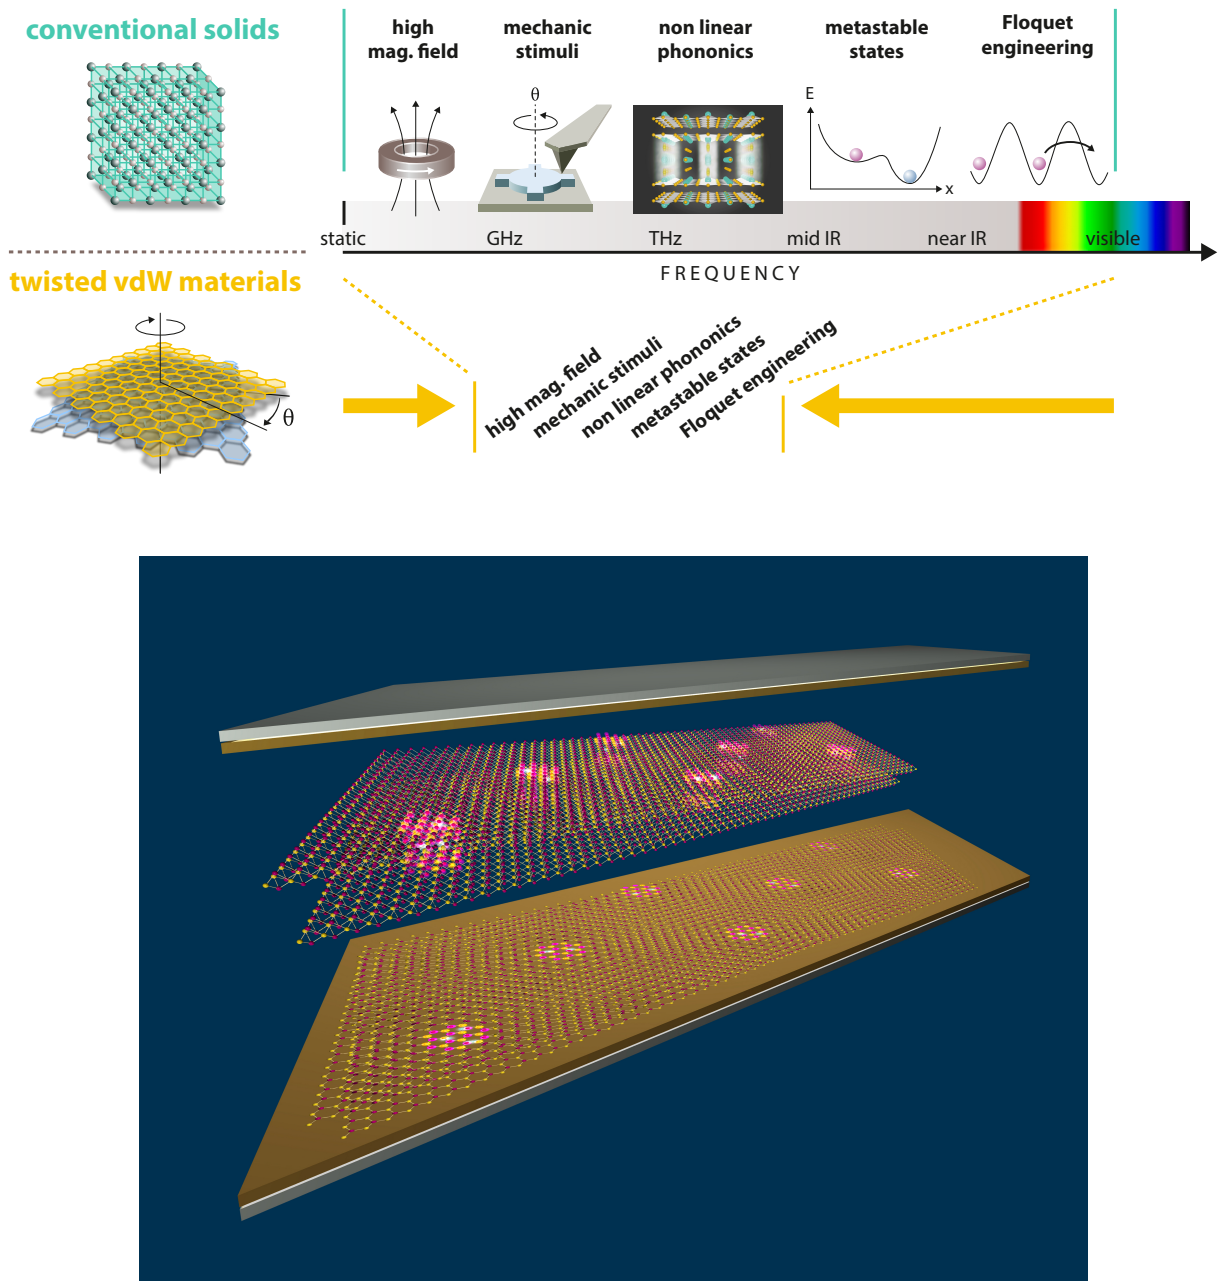 conventional solids
high
mag. field
mechanic
stimuli
non linear
phononics
metastable
states
Floquet
engineering
θ
E
x
static
GHz
THz
mid IR
near IR
visible
FREQUENCY
twisted vdW materials
θ
high mag. field
mechanic stimuli
non linear phononics
metastable states
Floquet engineering